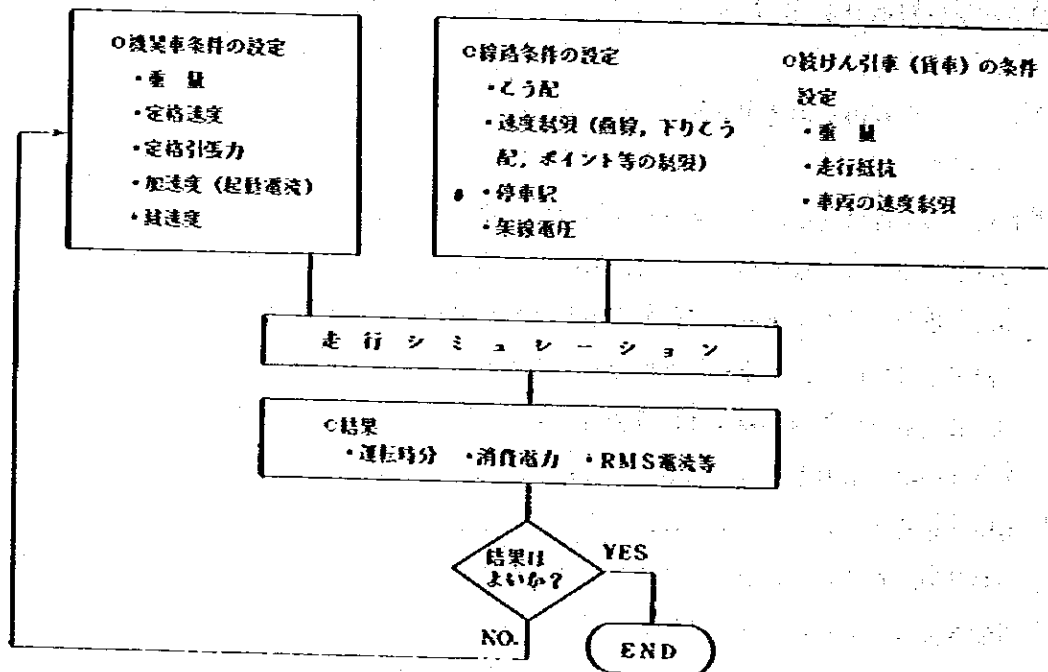 ○機関車条件の設定
・重 量
・定格速度
・定格引張力
・加速度（起動電流）
・減速度
○線路条件の設定
・こう配
・速度制限（曲線，下りこう
配，ポイント等の制限）
・停車駅
・架線電圧
○被けん引車（貨車）の条件
設定
・重 量
・走行抵抗
・車両の速度制限
走 行 シ ミ ュ レ ー シ ョ ン
○結果
・運転時分 ・消費電力 ・RMS電流等
結果は
よいか？
YES
NO.
END